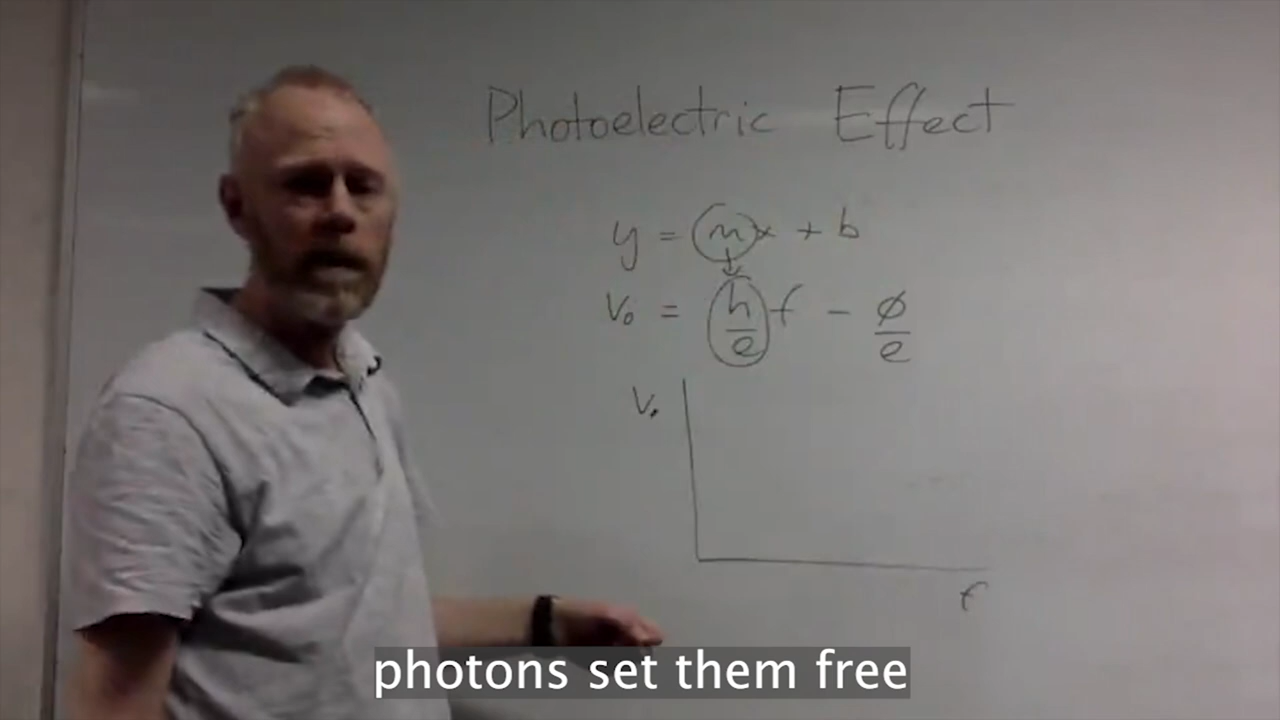 Photoelectric Effect
y = mx + b
V₀ = h/e f - φ/e
V₀
f
photons set them free